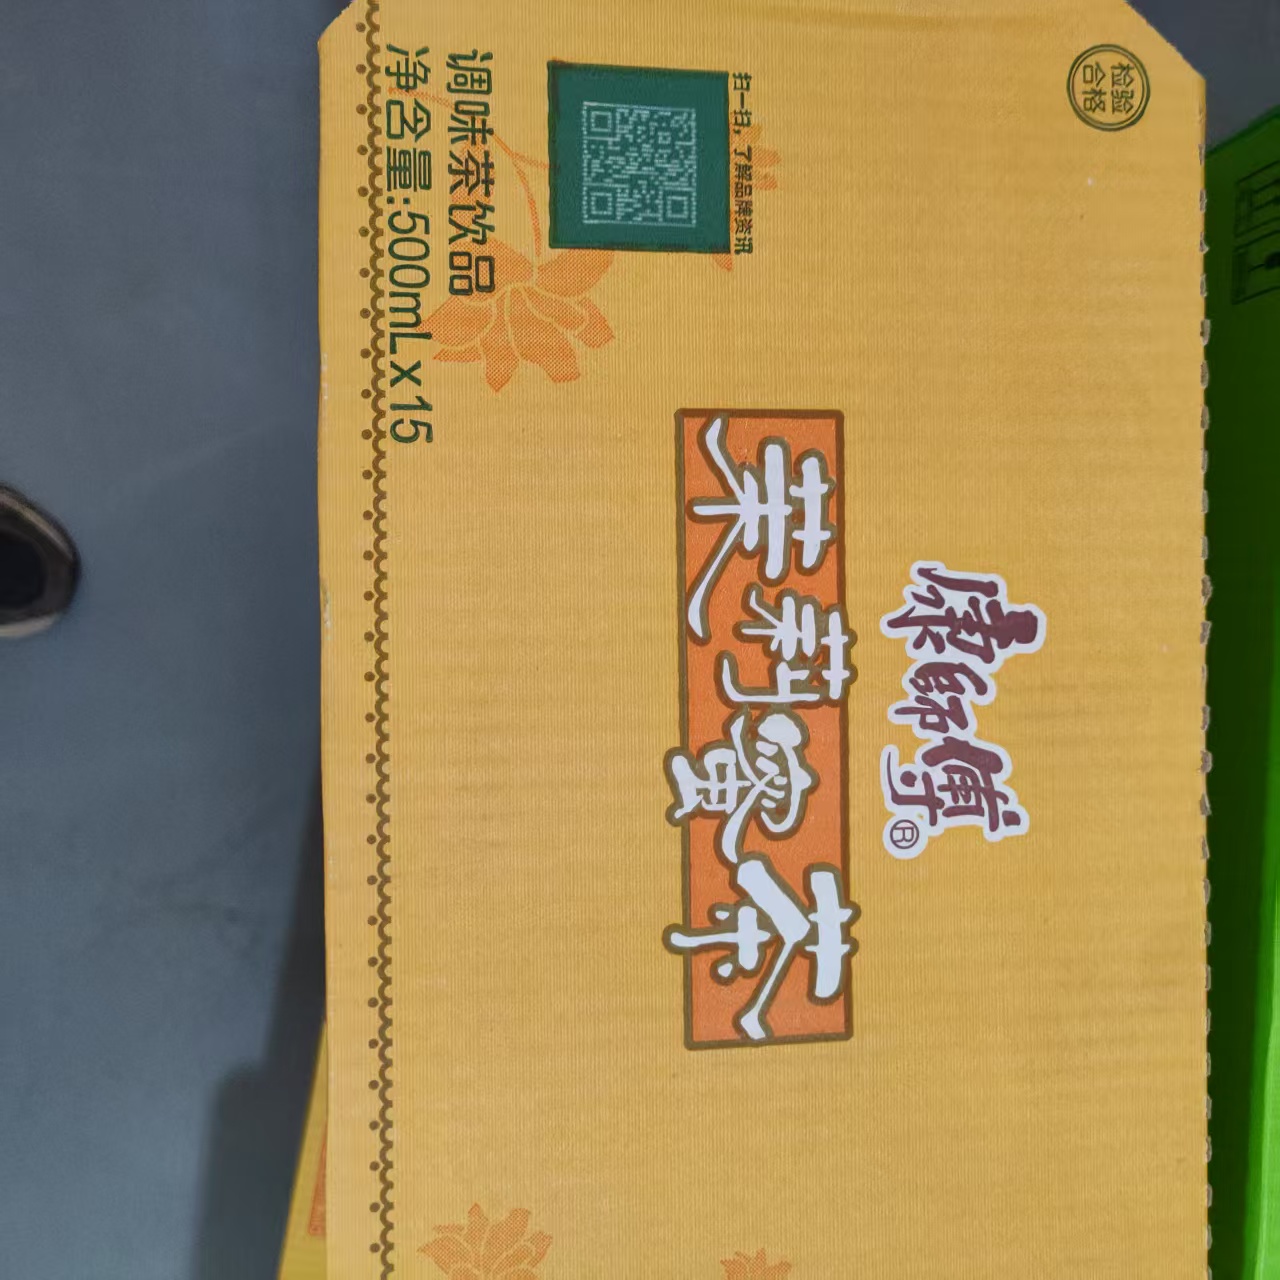 检验
合格
康師傅®
茉莉蜜茶
扫一扫，了解品牌资讯
调味茶饮品
净含量:500mL×15